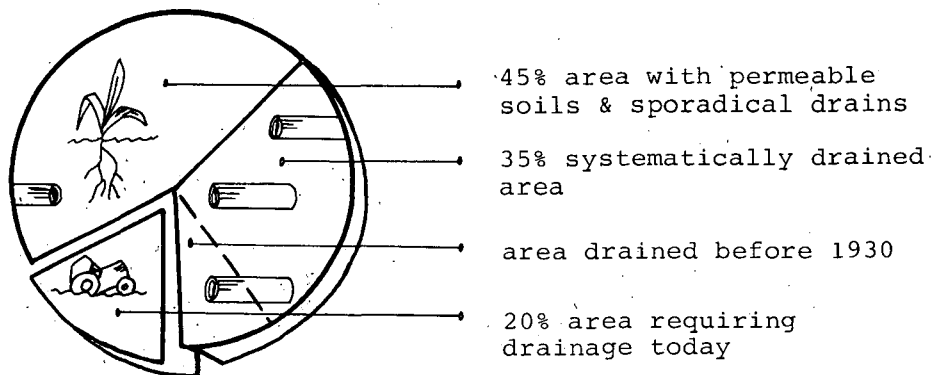 45% area with permeable
soils & sporadical drains
35% systematically drained
area
area drained before 1930
20% area requiring
drainage today